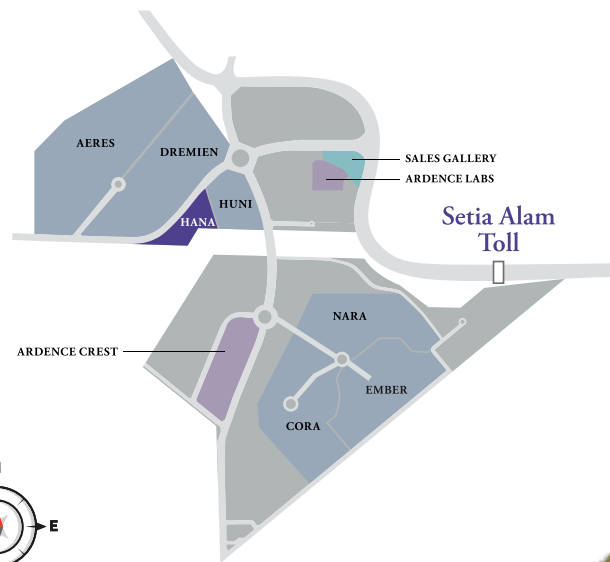 AERES
DREMIEN
SALES GALLERY
ARDENCE LABS
HUNI
HANA
Setia Alam
Toll
NARA
ARDENCE CREST
EMBER
CORA
E